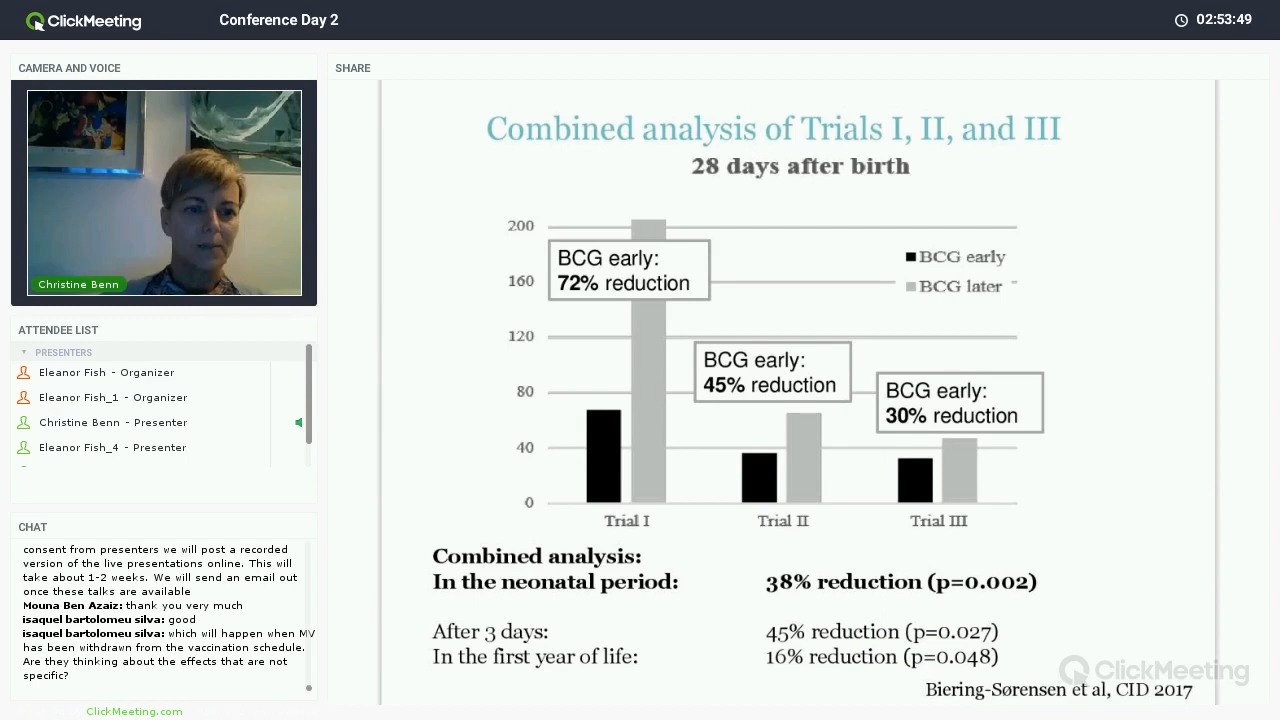 ClickMeeting
Conference Day 2
02:53:49
CAMERA AND VOICE
Christine Benn
ATTENDEE LIST
PRESENTERS
Eleanor Fish - Organizer
Eleanor Fish_1 - Organizer
Christine Benn - Presenter
Eleanor Fish_4 - Presenter
CHAT
consent from presenters we will post a recorded
version of the live presentations online. This will
take about 1-2 weeks. We will send an email out
once these talks are available
Mouna Ben Azaiz: thank you very much
isaquel bartolomeu silva: good
isaquel bartolomeu silva: which will happen when MV
has been withdrawn from the vaccination schedule.
Are they thinking about the effects that are not
specific?
ClickMeeting.com
SHARE
Combined analysis of Trials I, II, and III
28 days after birth
200
160
120
80
40
0
BCG early:
72% reduction
BCG early:
45% reduction
BCG early:
30% reduction
BCG early
BCG later
Trial I
Trial II
Trial III
Combined analysis:
In the neonatal period: 38% reduction (p=0.002)
After 3 days: 45% reduction (p=0.027)
In the first year of life: 16% reduction (p=0.048)
ClickMeeting
Biering-Sørensen et al, CID 2017